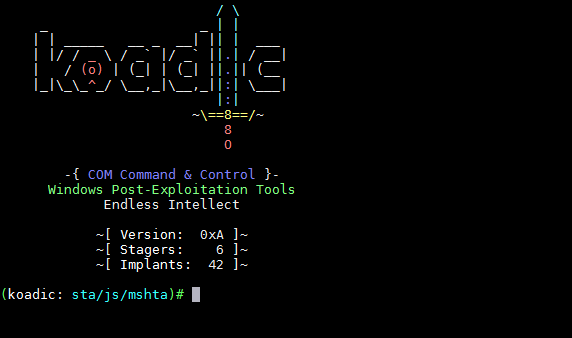 koadic
-{ COM Command & Control }-
Windows Post-Exploitation Tools
Endless Intellect
~[ Version:  0xA ]~
~[ Stagers:    6 ]~
~[ Implants:  42 ]~
(koadic: sta/js/mshta)#